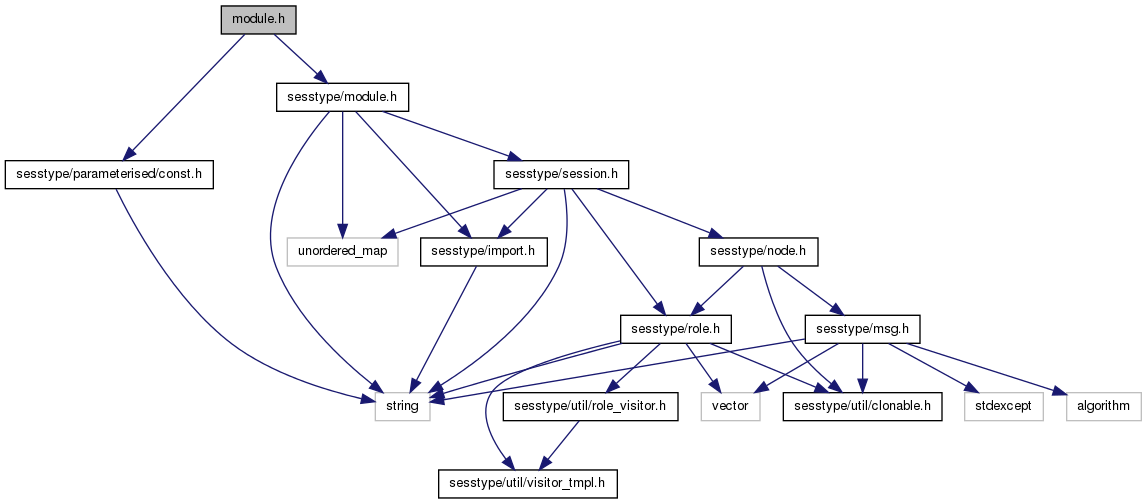 module.h
sesstype/module.h
sesstype/parameterised/const.h
sesstype/session.h
unordered_map
sesstype/import.h
sesstype/node.h
sesstype/role.h
sesstype/msg.h
string
sesstype/util/role_visitor.h
vector
sesstype/util/clonable.h
stdexcept
algorithm
sesstype/util/visitor_tmpl.h